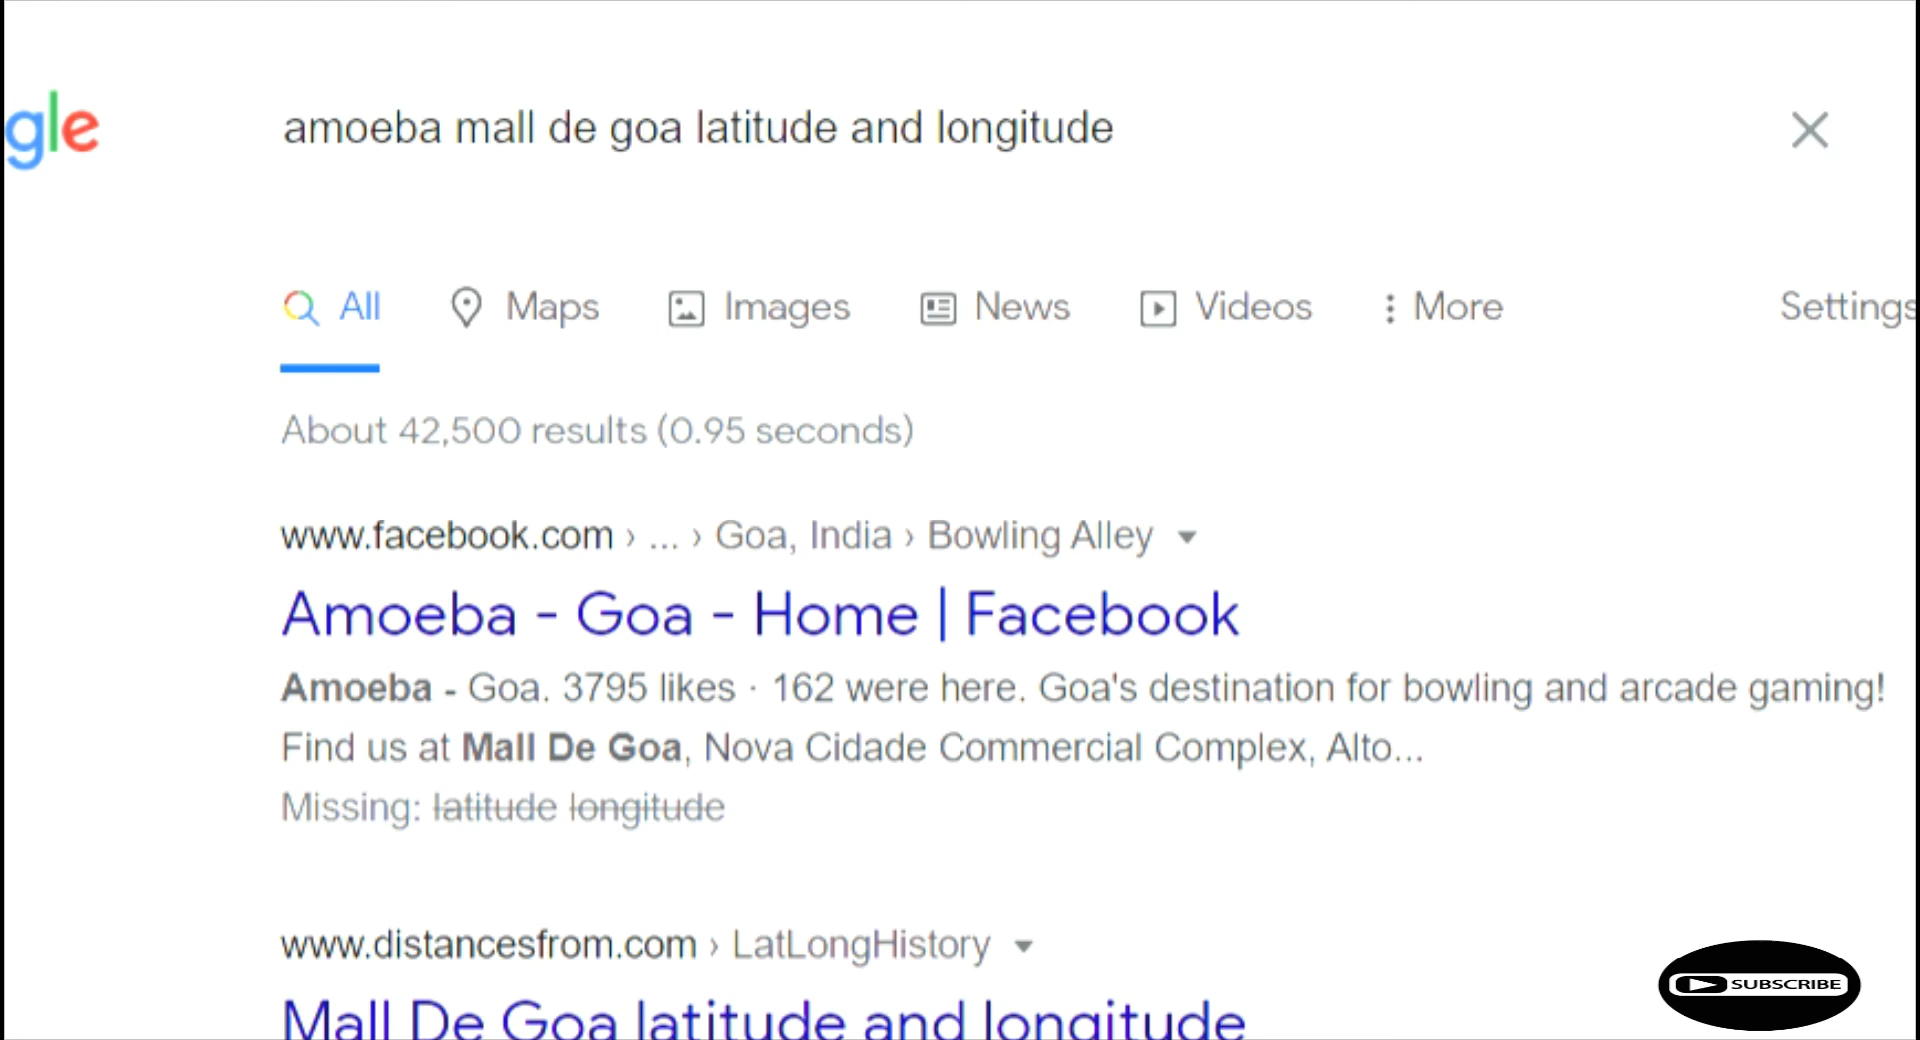 gle
amoeba mall de goa latitude and longitude
All Maps Images News Videos More Settings
About 42,500 results (0.95 seconds)
www.facebook.com › ... › Goa, India › Bowling Alley
Amoeba - Goa - Home | Facebook
Amoeba - Goa. 3795 likes · 162 were here. Goa's destination for bowling and arcade gaming!
Find us at Mall De Goa, Nova Cidade Commercial Complex, Alto...
Missing: latitude longitude
www.distancesfrom.com › LatLongHistory
Mall De Goa latitude and longitude
SUBSCRIBE